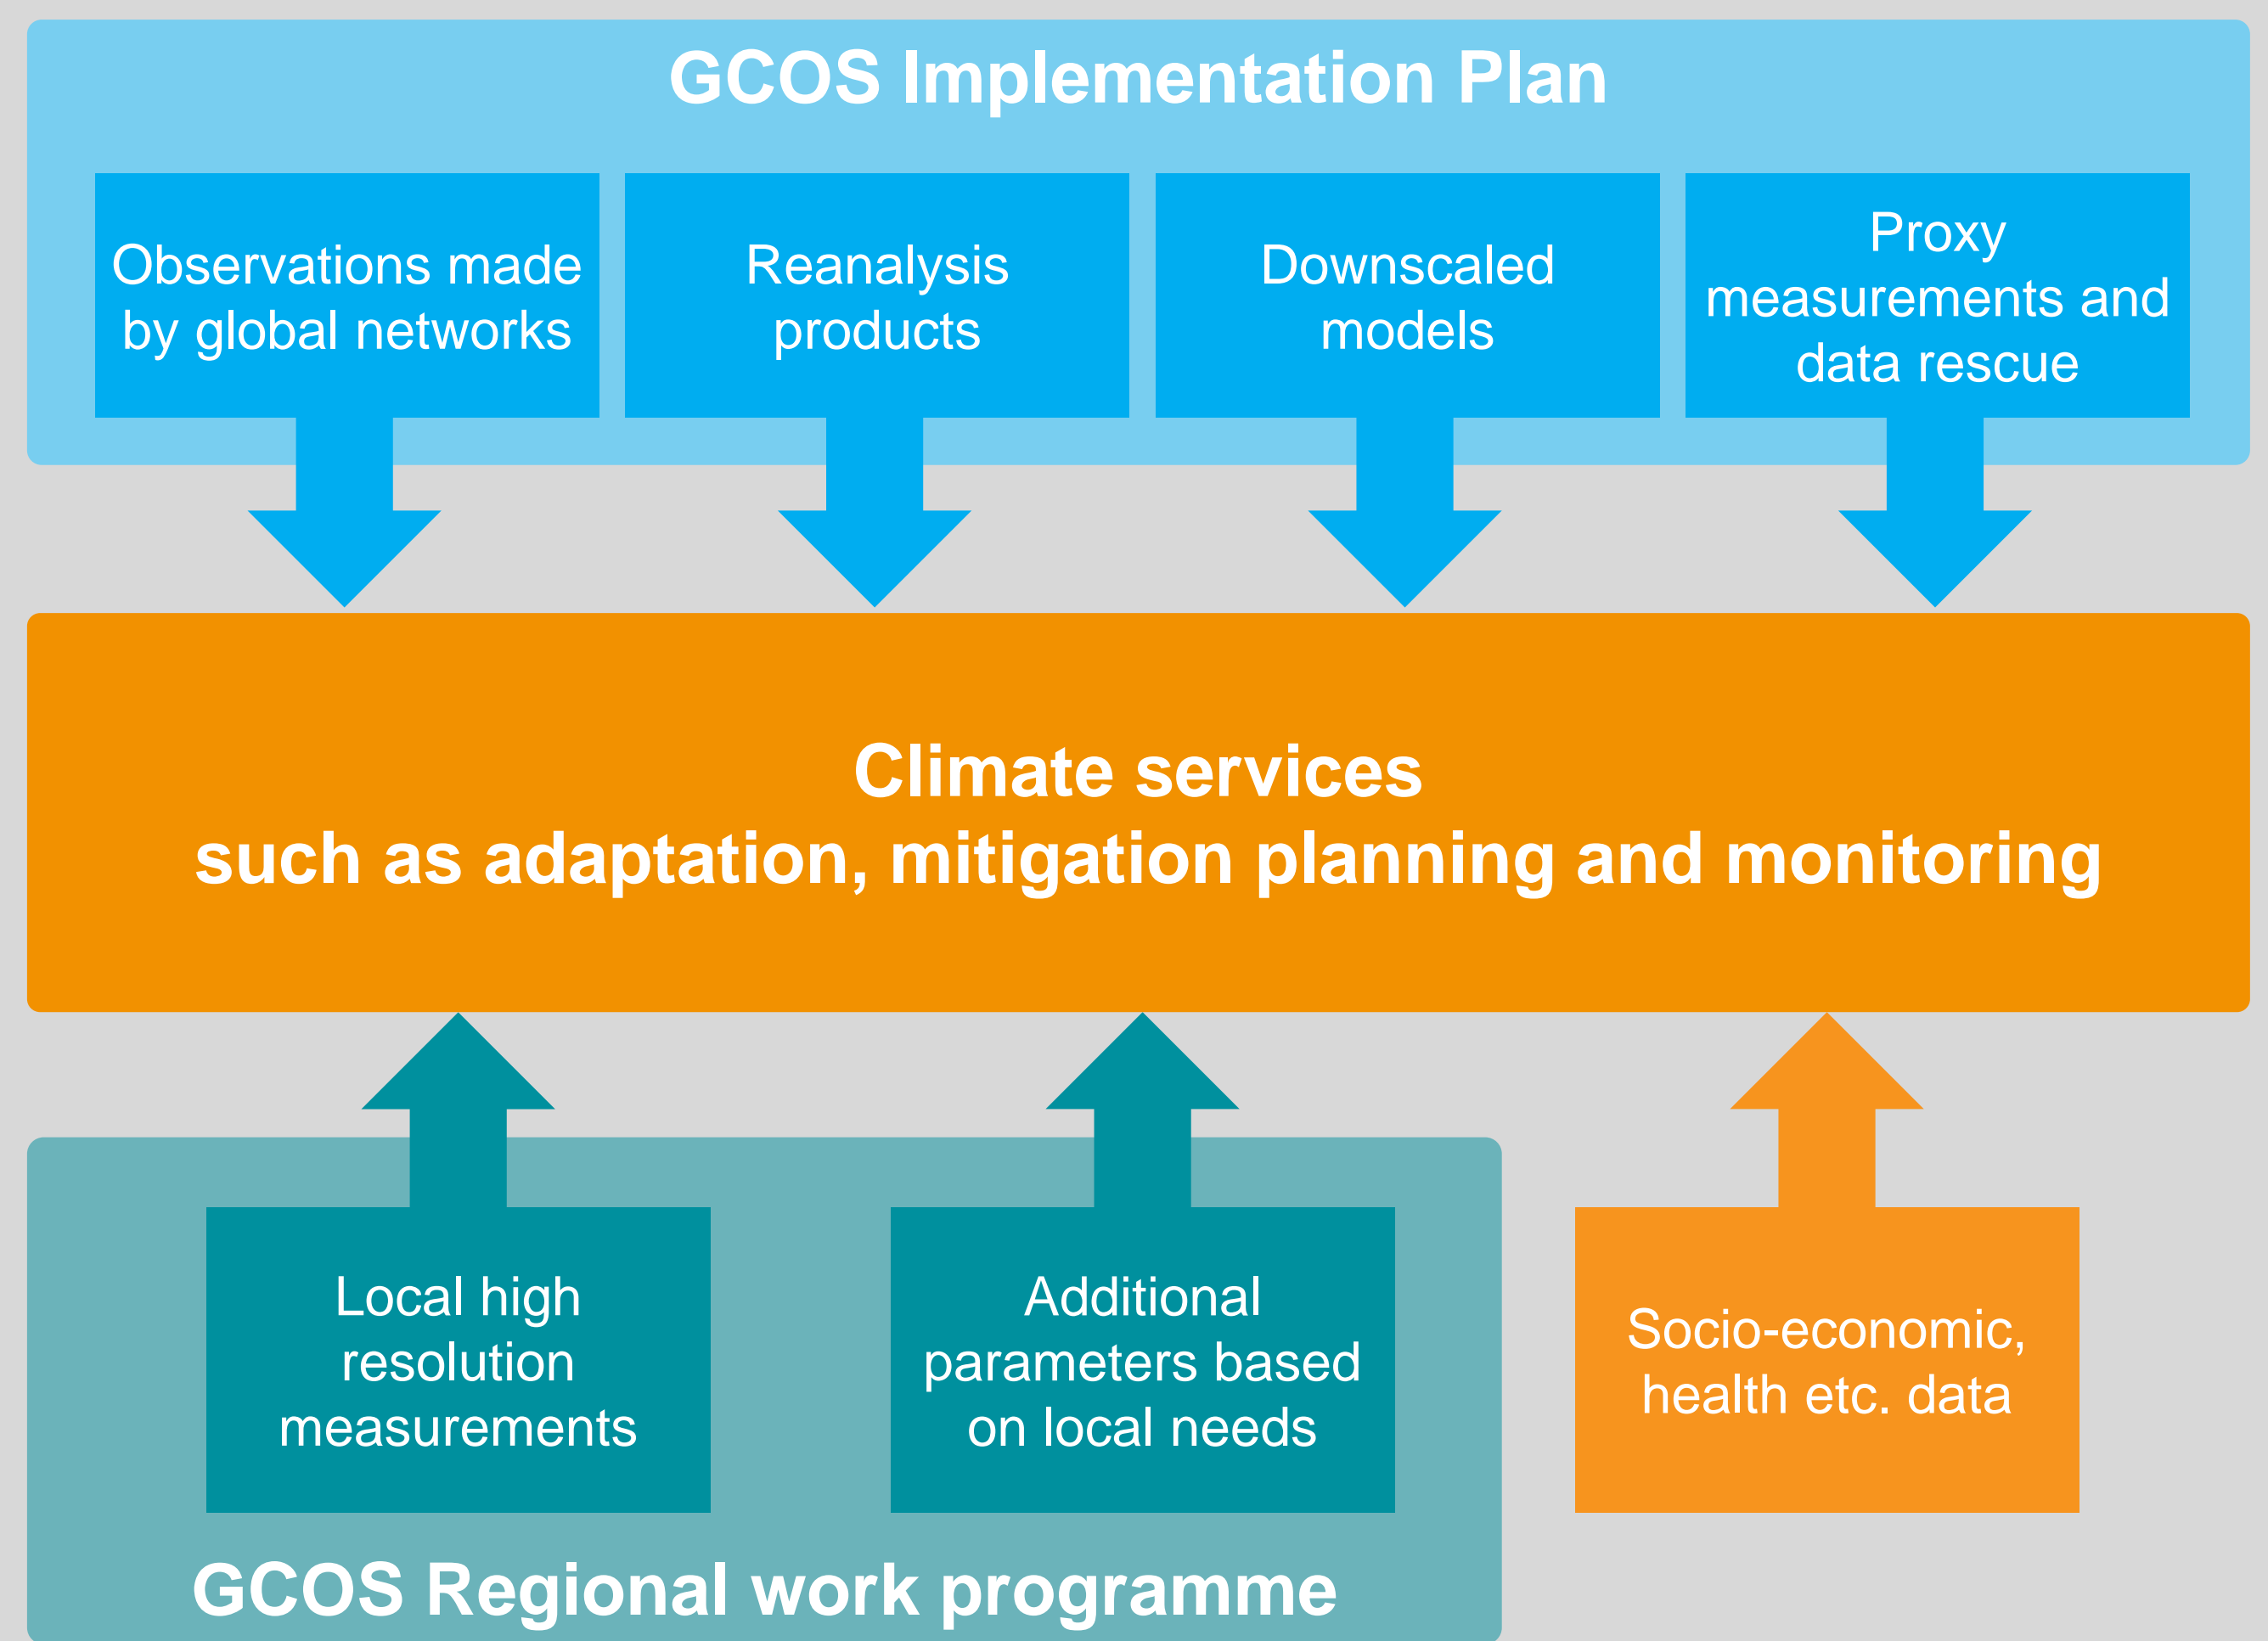 GCOS Implementation Plan
Observations made
by global networks
Reanalysis
products
Downscaled
models
Proxy
measurements and
data rescue
Climate services
such as adaptation, mitigation planning and monitoring
Local high
resolution
measurements
Additional
parameters based
on local needs
Socio-economic,
health etc. data
GCOS Regional work programme